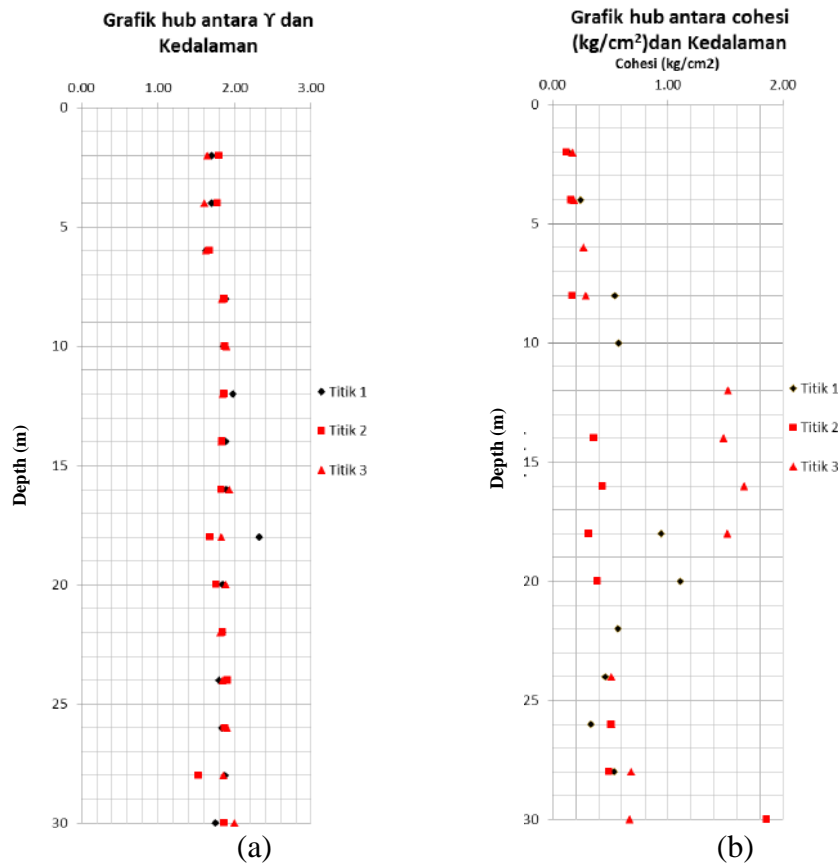 Grafik hub antara ϒ dan
Kedalaman
0.00 1.00 2.00 3.00
0
5
10
15
20
25
30
Depth (m)
Titik 1
Titik 2
Titik 3
(a)
Grafik hub antara cohesi
(kg/cm²)dan Kedalaman
Cohesi (kg/cm2)
0.00 1.00 2.00
0
5
10
15
20
25
30
Depth (m)
Titik 1
Titik 2
Titik 3
(b)